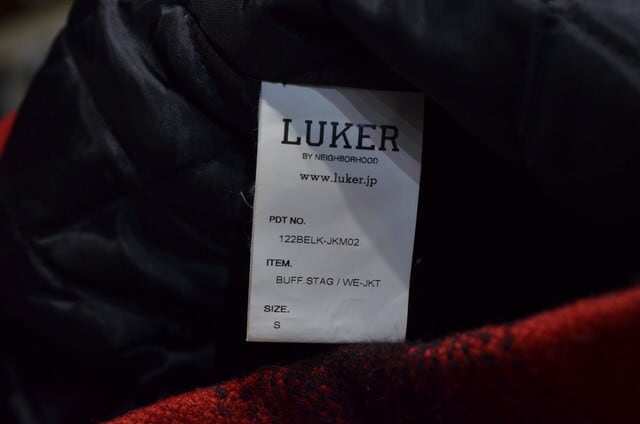 LUKER
BY NEIGHBORHOOD
www.luker.jp
PDT NO.
122BELK-JKM02
ITEM.
BUFF.STAG / WE-JKT
SIZE.
S